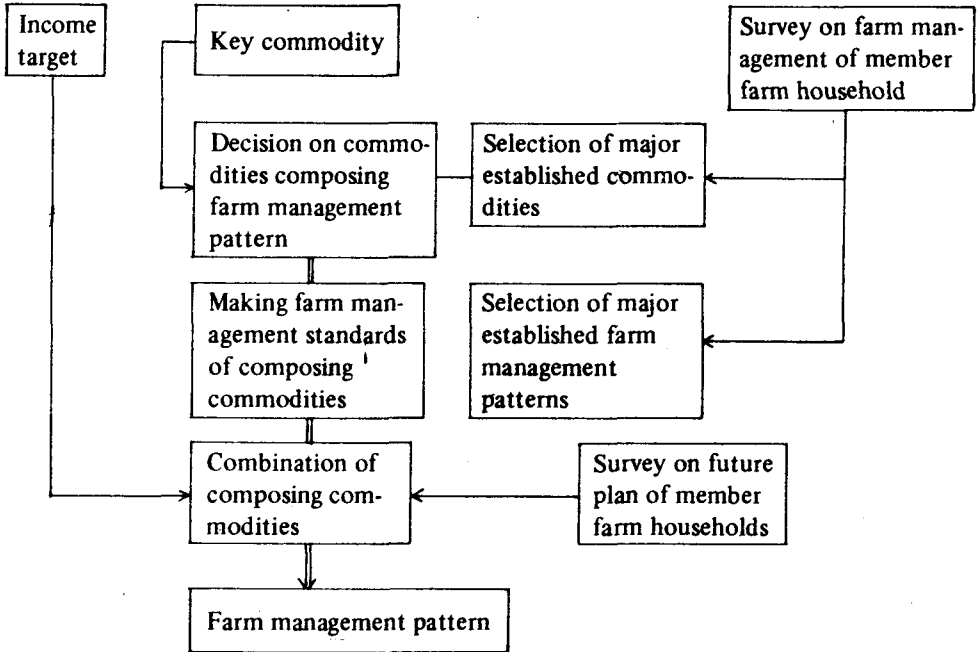 Income
target
Key commodity
Survey on farm man-
agement of member
farm household
Decision on commo-
dities composing
farm management
pattern
Selection of major
established commo-
dities
Making farm man-
agement standards
of composing
commodities
Selection of major
established farm
management
patterns
Combination of
composing com-
modities
Survey on future
plan of member
farm households
Farm management pattern